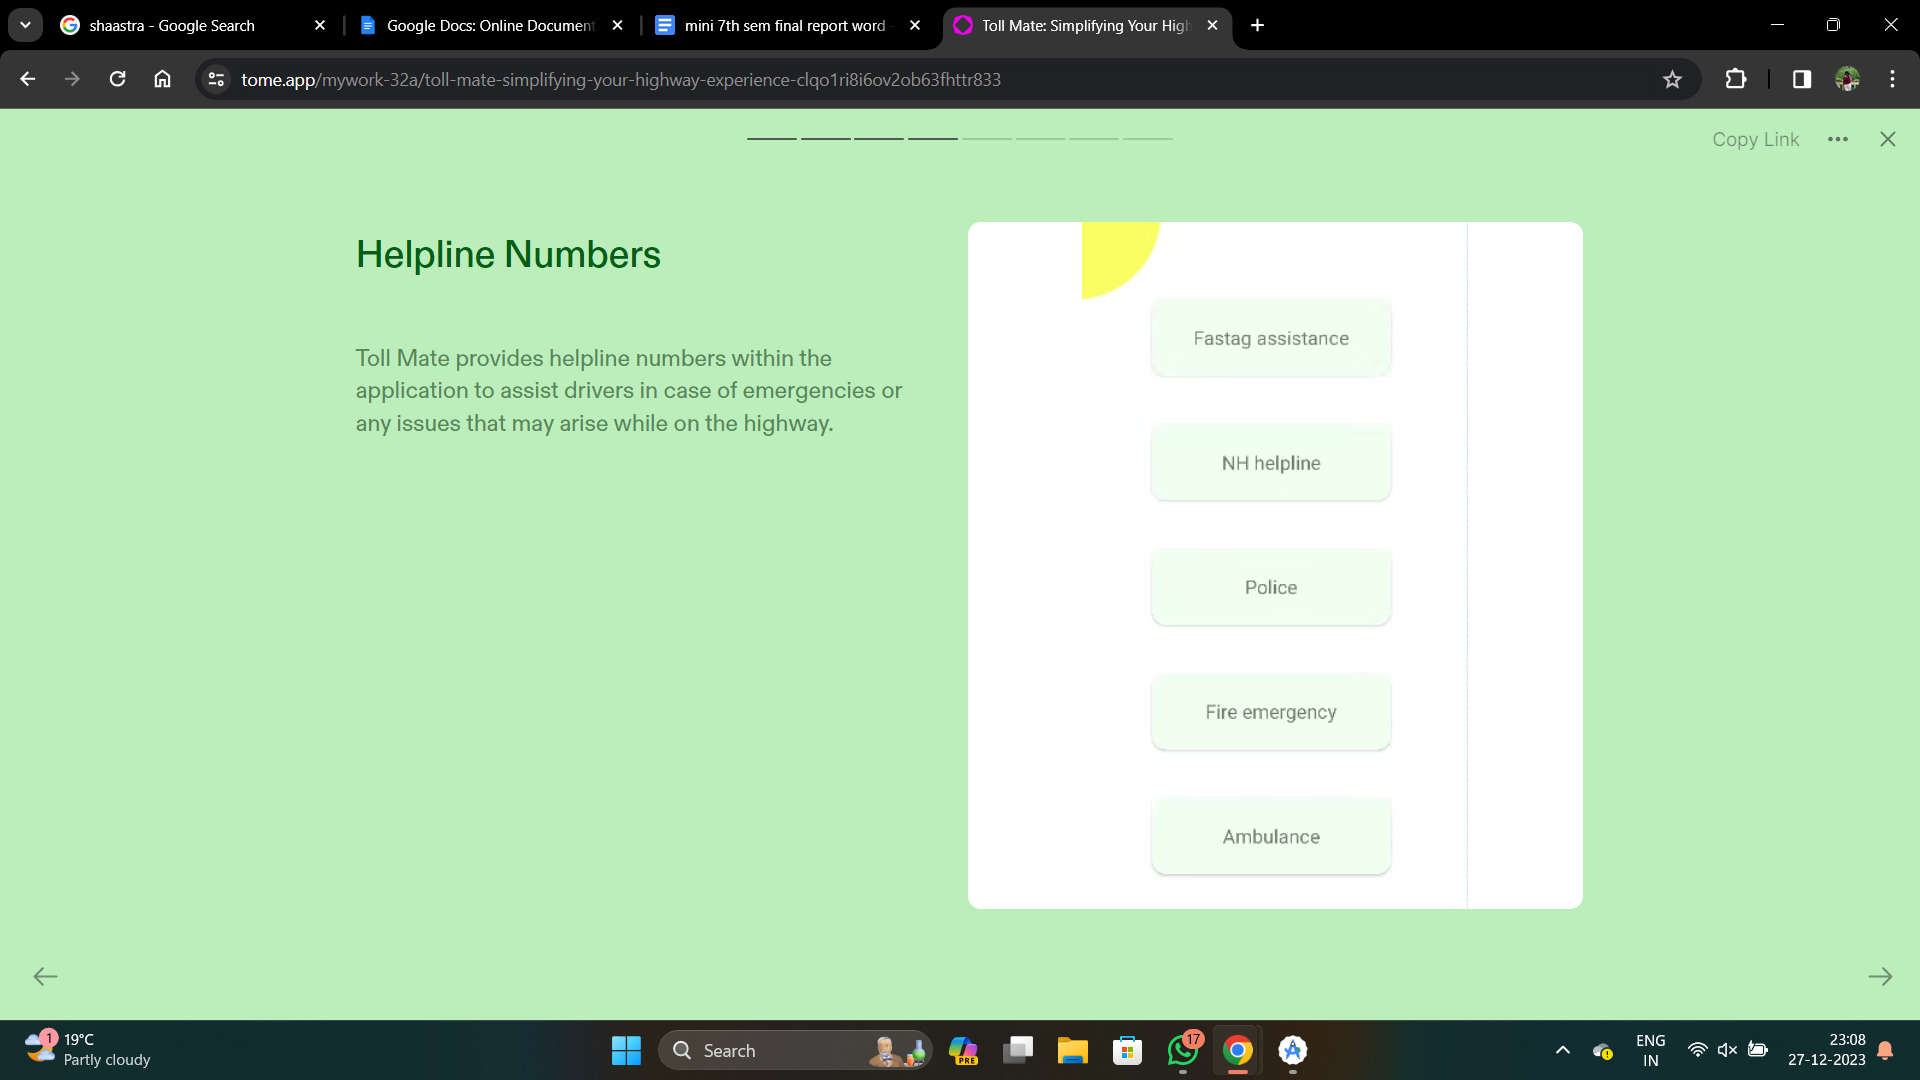 shaastra - Google Search
Google Docs: Online Document
mini 7th sem final report word
Toll Mate: Simplifying Your High
tome.app/mywork-32a/toll-mate-simplifying-your-highway-experience-clqo1ri8i6ov2ob63fhttr833
Copy Link
Helpline Numbers
Toll Mate provides helpline numbers within the
application to assist drivers in case of emergencies or
any issues that may arise while on the highway.
Fastag assistance
NH helpline
Police
Fire emergency
Ambulance
1
19°C
Partly cloudy
Search
PRE
17
ENG
IN
23:08
27-12-2023